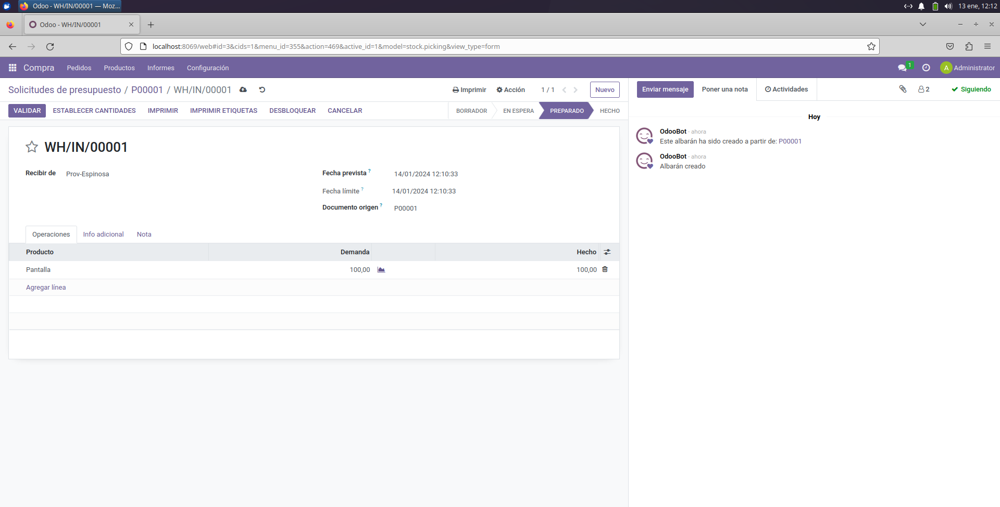 Odoo - WH/IN/00001 — Moz...
13 ene, 12:12
Odoo - WH/IN/00001
localhost:8069/web#id=3&cids=1&menu_id=355&action=469&active_id=1&model=stock.picking&view_type=form
Compra Pedidos Productos Informes Configuración
1
A Administrator
Solicitudes de presupuesto / P00001 / WH/IN/00001
Imprimir Acción 1 / 1 Nuevo
Enviar mensaje Poner una nota Actividades 2 Siguiendo
VALIDAR ESTABLECER CANTIDADES IMPRIMIR IMPRIMIR ETIQUETAS DESBLOQUEAR CANCELAR
BORRADOR EN ESPERA PREPARADO HECHO
WH/IN/00001
Recibir de Prov-Espinosa
Fecha prevista ? 14/01/2024 12:10:33
Fecha límite ? 14/01/2024 12:10:33
Documento origen ? P00001
Operaciones Info adicional Nota
Producto Demanda Hecho
Pantalla 100,00 100,00
Agregar línea
Hoy
OdooBot - ahora
Este albarán ha sido creado a partir de: P00001
OdooBot - ahora
Albarán creado